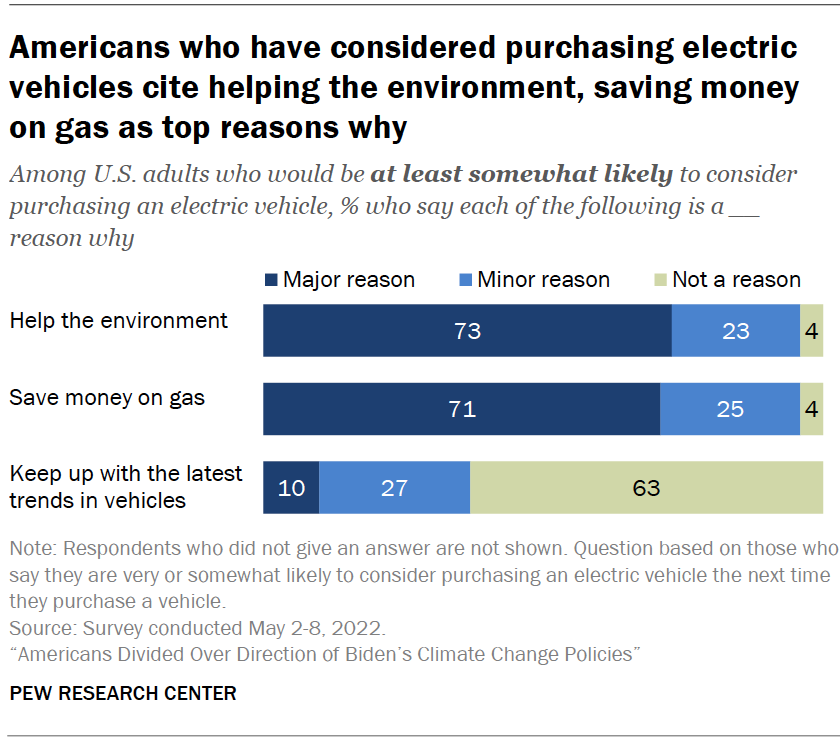 Americans who have considered purchasing electric
vehicles cite helping the environment, saving money
on gas as top reasons why
Among U.S. adults who would be at least somewhat likely to consider
purchasing an electric vehicle, % who say each of the following is a __
reason why
Major reason Minor reason Not a reason
Help the environment 73 23 4
Save money on gas 71 25 4
Keep up with the latest
trends in vehicles 10 27 63
Note: Respondents who did not give an answer are not shown. Question based on those who
say they are very or somewhat likely to consider purchasing an electric vehicle the next time
they purchase a vehicle.
Source: Survey conducted May 2-8, 2022.
“Americans Divided Over Direction of Biden’s Climate Change Policies”
PEW RESEARCH CENTER